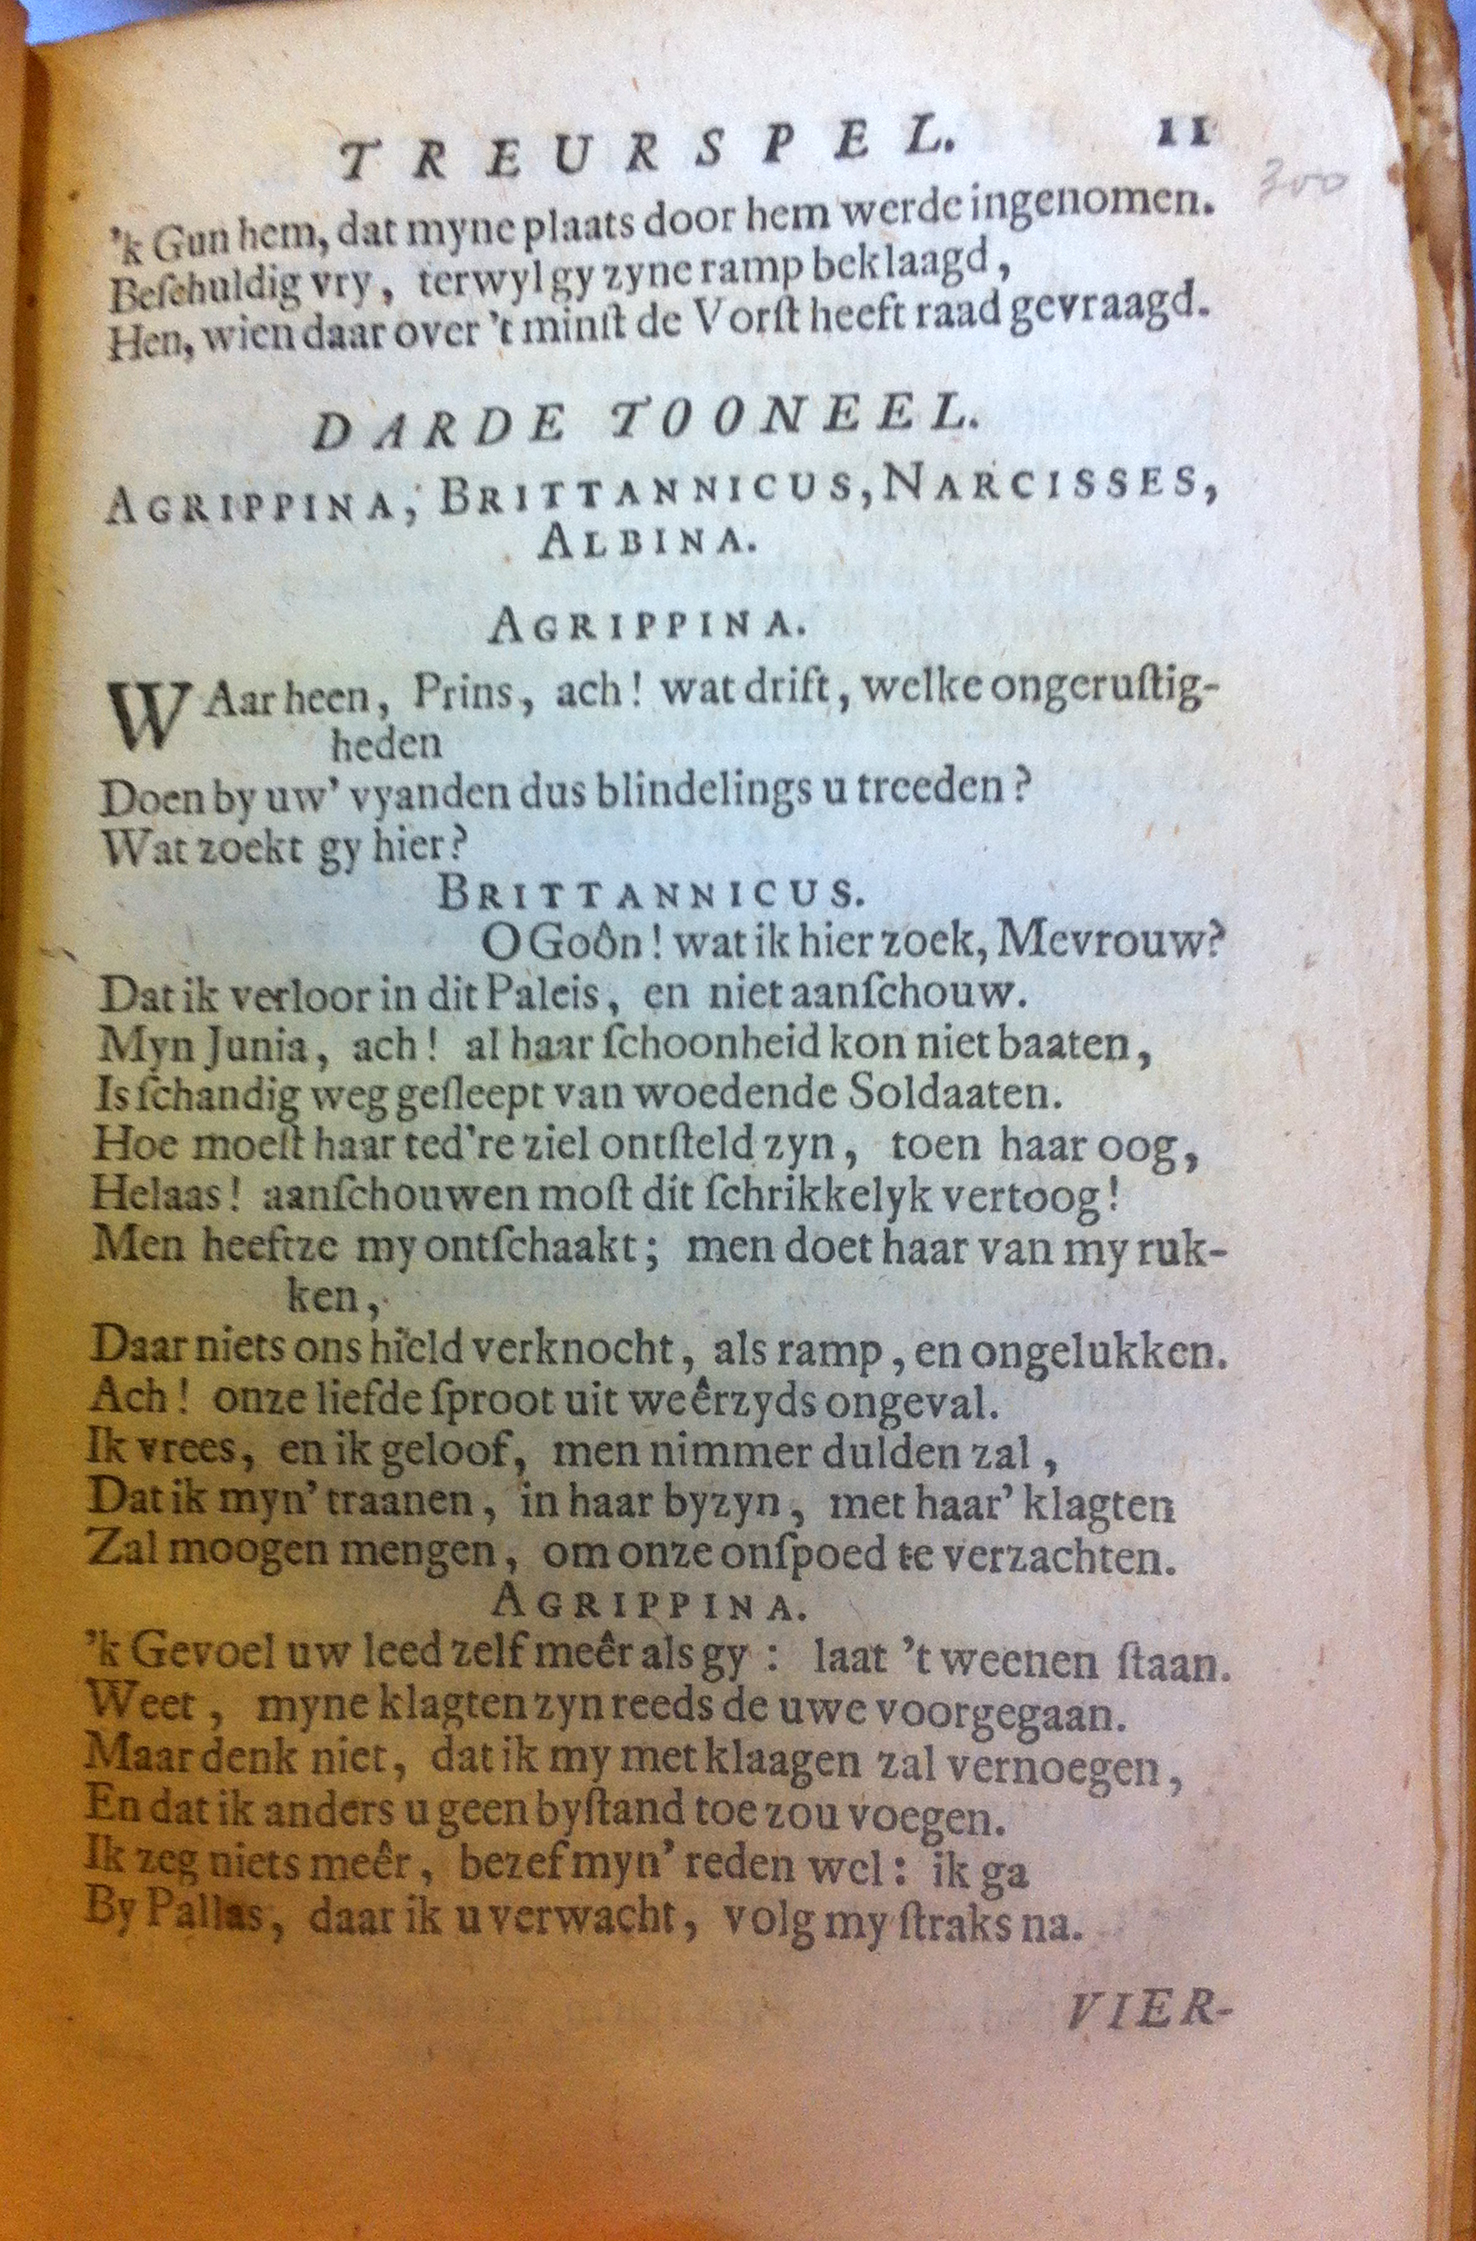 TREURSPEL. 11
300
'k Gun hem, dat myne plaats door hem werde ingenomen.
Beſchuldig vry, terwyl gy zyne ramp beklaagd,
Hen, wien daar over 't minſt de Vorſt heeft raad gevraagd.
DARDE TOONEEL.
AGRIPPINA, BRITTANNICUS, NARCISSES,
ALBINA.
AGRIPPINA.
WAar heen, Prins, ach! wat drift, welke ongeruſtig-
heden
Doen by uw' vyanden dus blindelings u treeden?
Wat zoekt gy hier?
BRITTANNICUS.
O Goôn! wat ik hier zoek, Mevrouw?
Dat ik verloor in dit Paleis, en niet aanſchouw.
Myn Junia, ach! al haar ſchoonheid kon niet baaten,
Is ſchandig weg geſleept van woedende Soldaaten.
Hoe moeſt haar ted're ziel ontſteld zyn, toen haar oog,
Helaas! aanſchouwen moſt dit ſchrikkelyk vertoog!
Men heeftze my ontſchaakt; men doet haar van my ruk-
ken,
Daar niets ons hield verknocht, als ramp, en ongelukken.
Ach! onze liefde ſproot uit weêrzyds ongeval.
Ik vrees, en ik geloof, men nimmer dulden zal,
Dat ik myn' traanen, in haar byzyn, met haar' klagten
Zal moogen mengen, om onze onſpoed te verzachten.
AGRIPPINA.
'k Gevoel uw leed zelf meêr als gy: laat 't weenen ſtaan.
Weet, myne klagten zyn reeds de uwe voorgegaan.
Maar denk niet, dat ik my met klaagen zal vernoegen,
En dat ik anders u geen byſtand toe zou voegen.
Ik zeg niets meêr, bezef myn' reden wel: ik ga
By Pallas, daar ik u verwacht, volg my ſtraks na.
VIER-